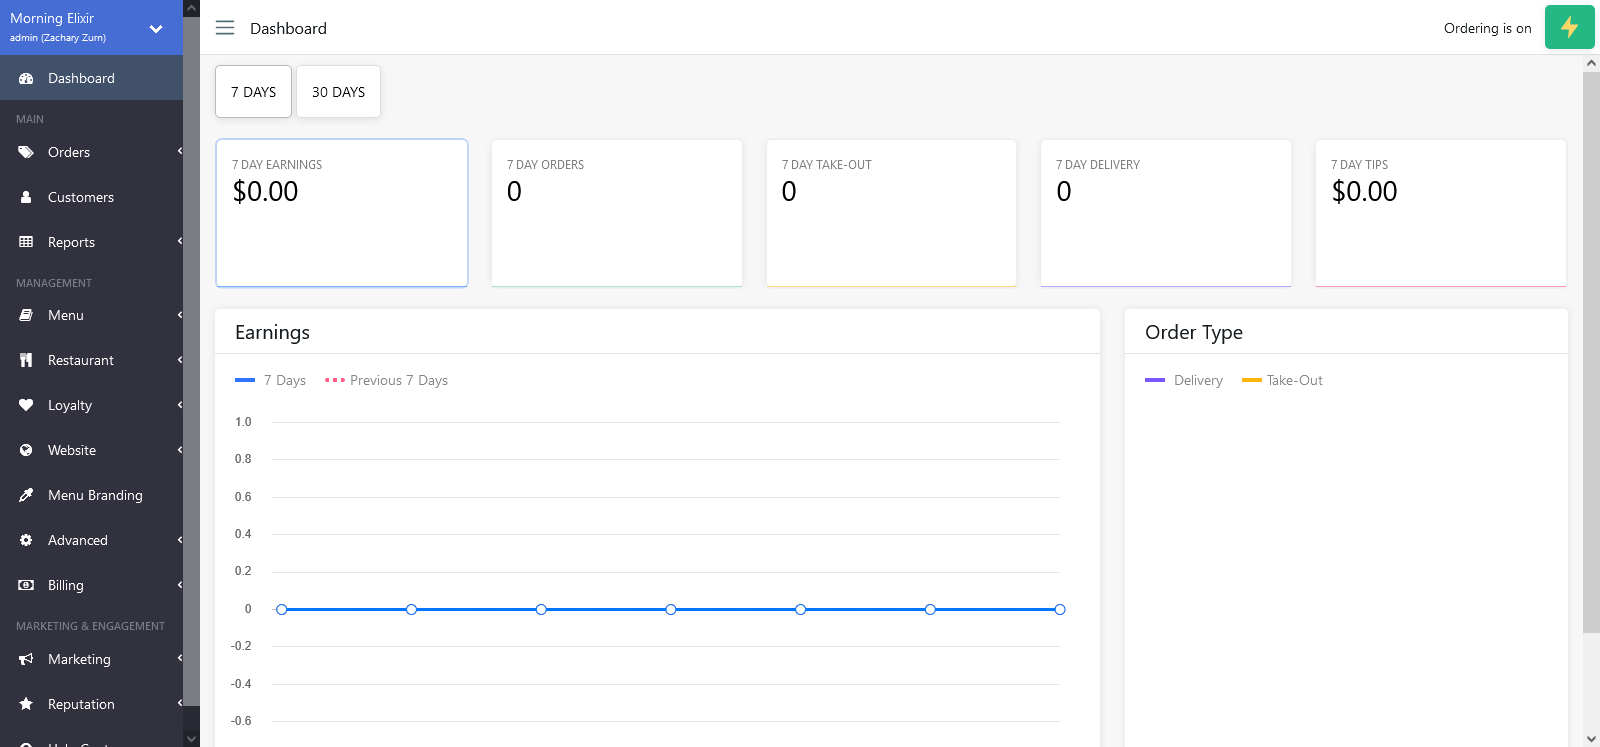 Morning Elixir
admin (Zachary Zurn)
Dashboard
MAIN
Orders
Customers
Reports
MANAGEMENT
Menu
Restaurant
Loyalty
Website
Menu Branding
Advanced
Billing
MARKETING & ENGAGEMENT
Marketing
Reputation
Dashboard
Ordering is on
7 DAYS
30 DAYS
7 DAY EARNINGS
$0.00
7 DAY ORDERS
0
7 DAY TAKE-OUT
0
7 DAY DELIVERY
0
7 DAY TIPS
$0.00
Earnings
7 Days
Previous 7 Days
1.0
0.8
0.6
0.4
0.2
0
-0.2
-0.4
-0.6
Order Type
Delivery
Take-Out